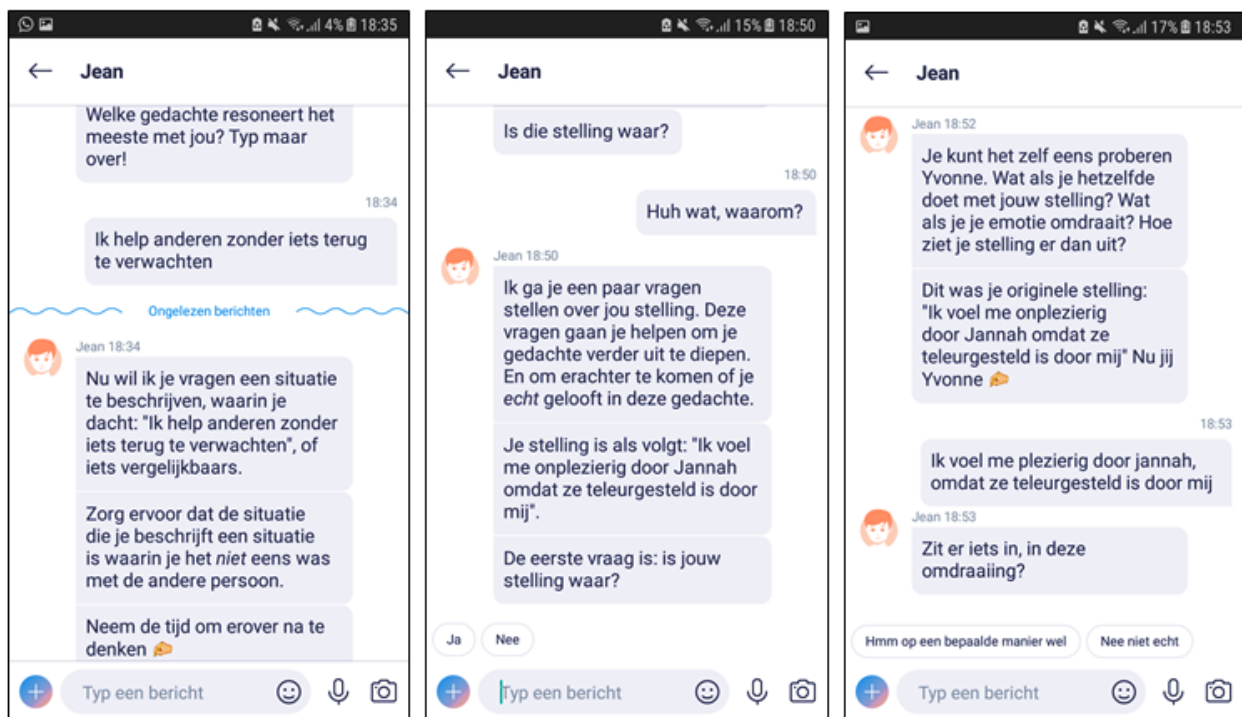 4% 18:35
Jean
Welke gedachte resoneert het
meeste met jou? Typ maar
over!
18:34
Ik help anderen zonder iets terug
te verwachten
Ongelezen berichten
Jean 18:34
Nu wil ik je vragen een situatie
te beschrijven, waarin je
dacht: "Ik help anderen zonder
iets terug te verwachten", of
iets vergelijkbaars.
Zorg ervoor dat de situatie
die je beschrijft een situatie
is waarin je het niet eens was
met de andere persoon.
Neem de tijd om erover na te
denken
Typ een bericht
15% 18:50
Jean
Is die stelling waar?
18:50
Huh wat, waarom?
Jean 18:50
Ik ga je een paar vragen
stellen over jou stelling. Deze
vragen gaan je helpen om je
gedachte verder uit te diepen.
En om erachter te komen of je
echt gelooft in deze gedachte.
Je stelling is als volgt: "Ik voel
me onplezierig door Jannah
omdat ze teleurgesteld is door
mij".
De eerste vraag is: is jouw
stelling waar?
Ja Nee
Typ een bericht
17% 18:53
Jean
Jean 18:52
Je kunt het zelf eens proberen
Yvonne. Wat als je hetzelfde
doet met jouw stelling? Wat
als je je emotie omdraait? Hoe
ziet je stelling er dan uit?
Dit was je originele stelling:
"Ik voel me onplezierig
door Jannah omdat ze
teleurgesteld is door mij" Nu jij
Yvonne
18:53
Ik voel me plezierig door jannah,
omdat ze teleurgesteld is door mij
Jean 18:53
Zit er iets in, in deze
omdraaiing?
Hmm op een bepaalde manier wel Nee niet echt
Typ een bericht